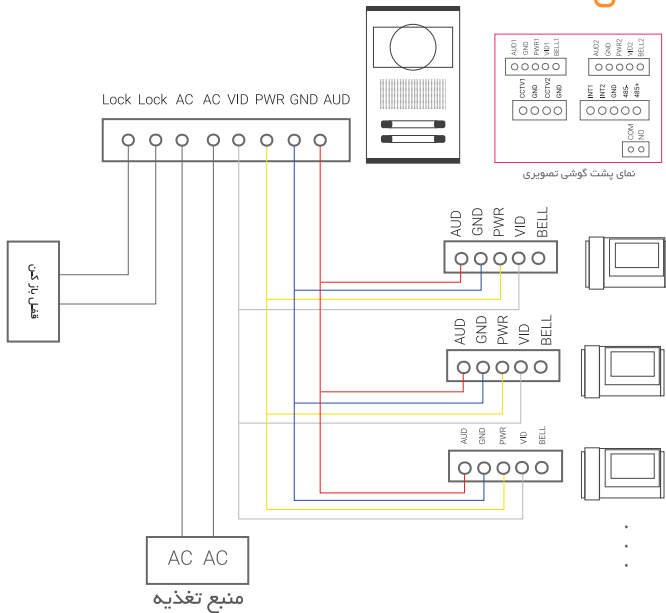 AUD1 GND PWR1 VID1 BELL1
AUD2 GND PWR2 VID2 BELL2
CCTV1 GND CCTV2 GND
INT1 INT2 GND 485- 485+
COM NO
نمای پشت گوشی تصویری
Lock Lock AC AC VID PWR GND AUD
AUD GND PWR VID BELL
قفل باز کن
AUD GND PWR VID BELL
AUD GND PWR VID BELL
AC AC
منبع تغذیه